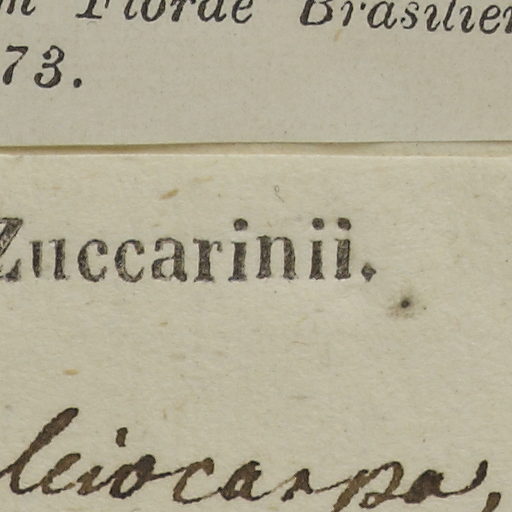 Florae Brasilien
73.
Zuccarinii.
leiocarpa,